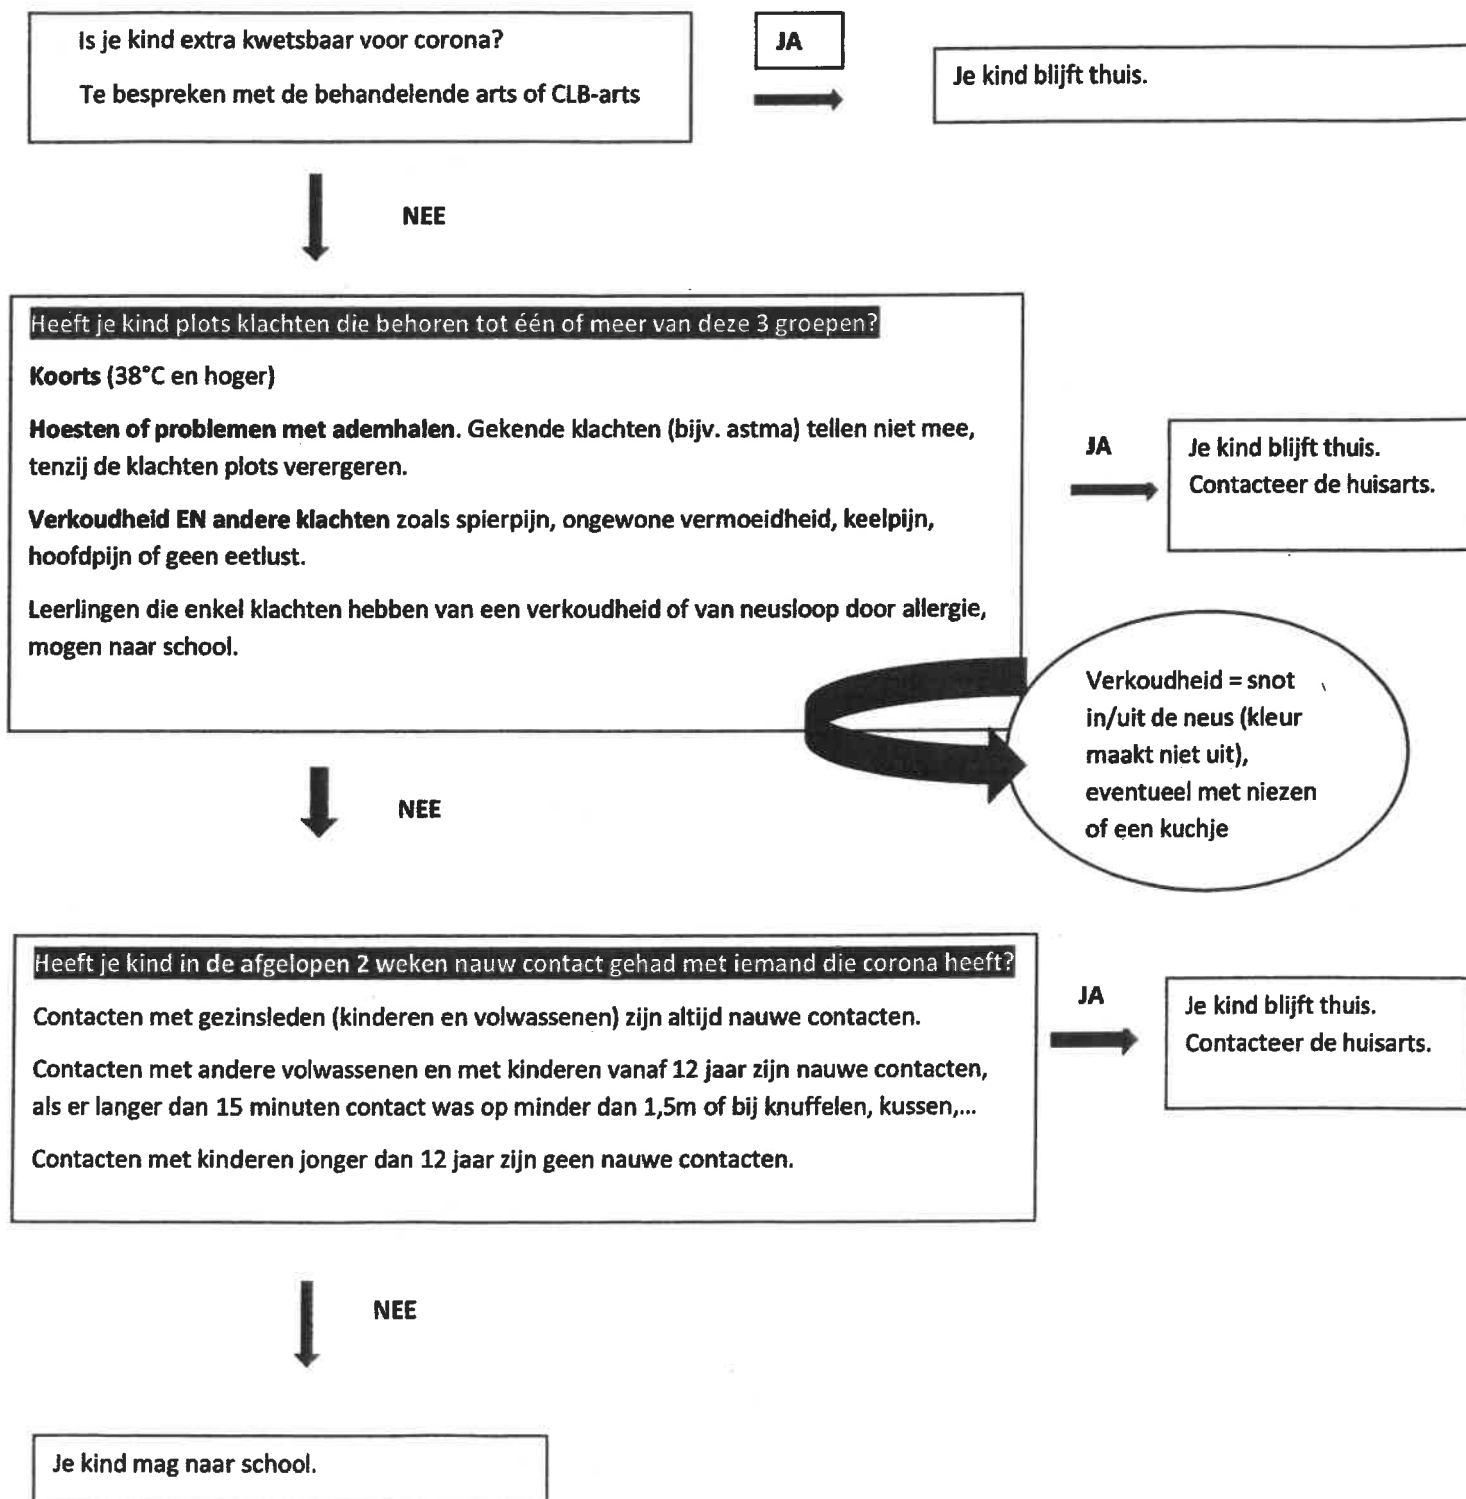 Is je kind extra kwetsbaar voor corona?
Te bespreken met de behandelende arts of CLB-arts
JA
Je kind blijft thuis.
NEE
Heeft je kind plots klachten die behoren tot één of meer van deze 3 groepen?
Koorts (38°C en hoger)
Hoesten of problemen met ademhalen. Gekende klachten (bijv. astma) tellen niet mee,
tenzij de klachten plots verergeren.
Verkoudheid EN andere klachten zoals spierpijn, ongewone vermoeidheid, keelpijn,
hoofdpijn of geen eetlust.
Leerlingen die enkel klachten hebben van een verkoudheid of van neusloop door allergie,
mogen naar school.
JA
Je kind blijft thuis.
Contacteer de huisarts.
Verkoudheid = snot
in/uit de neus (kleur
maakt niet uit),
eventueel met niezen
of een kuchje
NEE
Heeft je kind in de afgelopen 2 weken nauw contact gehad met iemand die corona heeft?
Contacten met gezinsleden (kinderen en volwassenen) zijn altijd nauwe contacten.
Contacten met andere volwassenen en met kinderen vanaf 12 jaar zijn nauwe contacten,
als er langer dan 15 minuten contact was op minder dan 1,5m of bij knuffelen, kussen,...
Contacten met kinderen jonger dan 12 jaar zijn geen nauwe contacten.
JA
Je kind blijft thuis.
Contacteer de huisarts.
NEE
Je kind mag naar school.